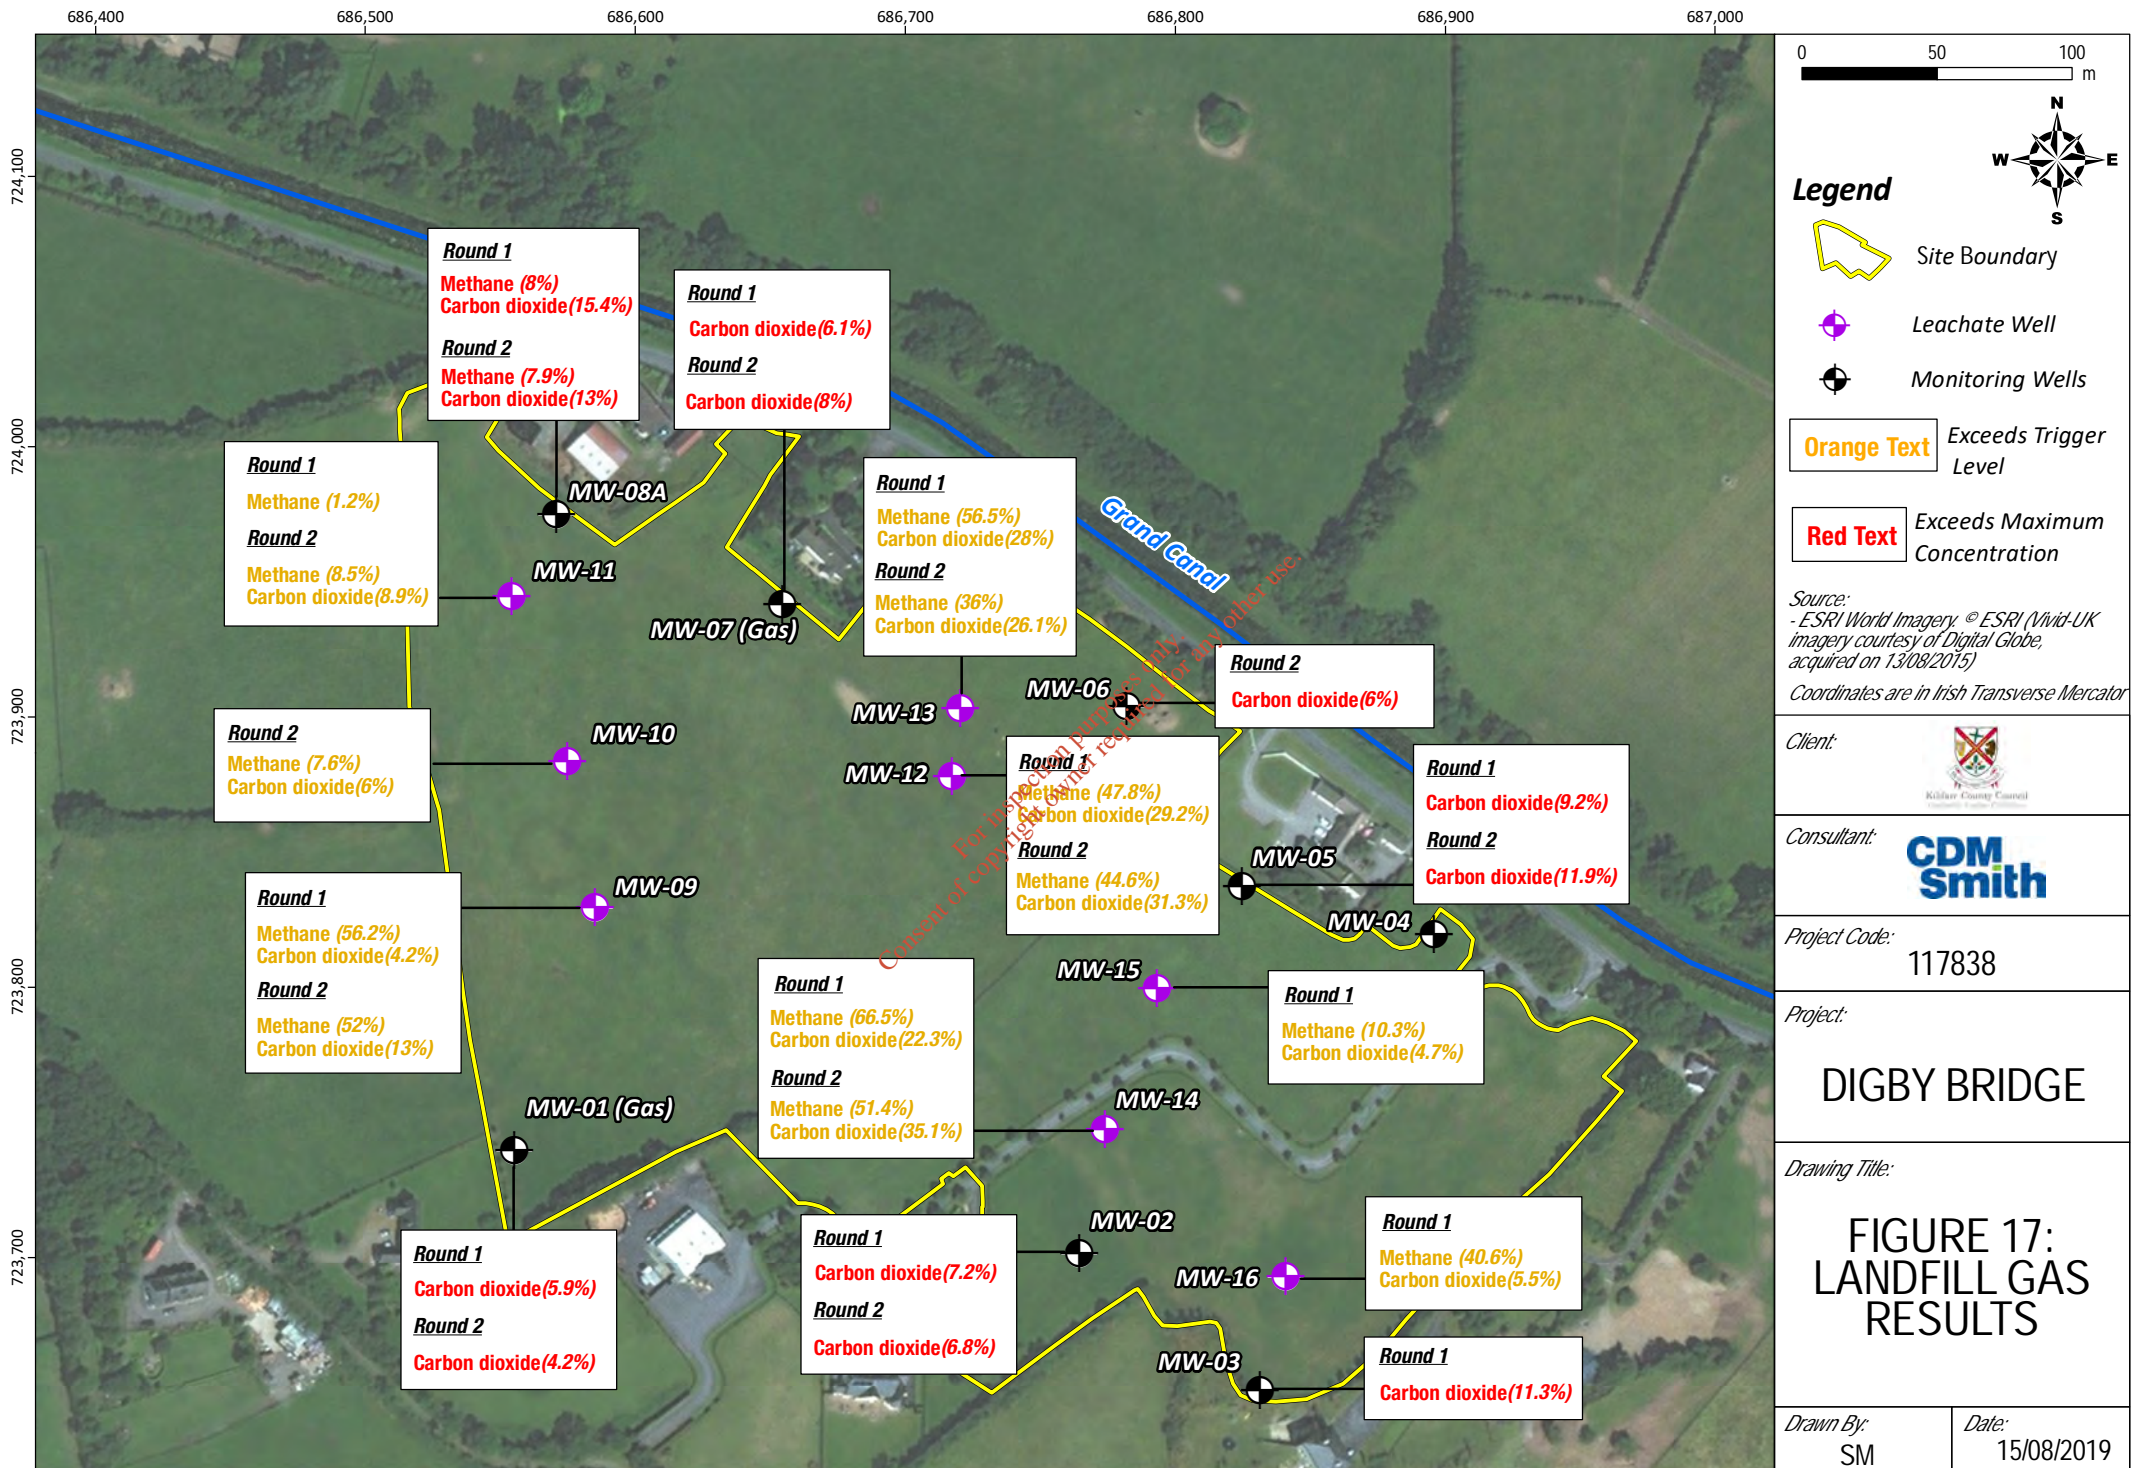 686,400
686,500
686,600
686,700
686,800
686,900
687,000
724,100
724,000
723,900
723,800
723,700
Round 1
Methane (8%)
Carbon dioxide(15.4%)
Round 2
Methane (7.9%)
Carbon dioxide(13%)
MW-08A
Round 1
Carbon dioxide(6.1%)
Round 2
Carbon dioxide(8%)
MW-07 (Gas)
Round 1
Methane (1.2%)
Round 2
Methane (8.5%)
Carbon dioxide(8.9%)
MW-11
Round 1
Methane (56.5%)
Carbon dioxide(28%)
Round 2
Methane (36%)
Carbon dioxide(26.1%)
MW-13
Grand Canal
MW-06
Round 2
Carbon dioxide(6%)
Round 2
Methane (7.6%)
Carbon dioxide(6%)
MW-10
MW-12
Round 1
Methane (47.8%)
Carbon dioxide(29.2%)
Round 2
Methane (44.6%)
Carbon dioxide(31.3%)
MW-05
Round 1
Carbon dioxide(9.2%)
Round 2
Carbon dioxide(11.9%)
MW-04
Round 1
Methane (56.2%)
Carbon dioxide(4.2%)
Round 2
Methane (52%)
Carbon dioxide(13%)
MW-09
Round 1
Methane (66.5%)
Carbon dioxide(22.3%)
Round 2
Methane (51.4%)
Carbon dioxide(35.1%)
MW-14
MW-15
Round 1
Methane (10.3%)
Carbon dioxide(4.7%)
MW-01 (Gas)
Round 1
Carbon dioxide(5.9%)
Round 2
Carbon dioxide(4.2%)
Round 1
Carbon dioxide(7.2%)
Round 2
Carbon dioxide(6.8%)
MW-02
MW-16
Round 1
Methane (40.6%)
Carbon dioxide(5.5%)
MW-03
Round 1
Carbon dioxide(11.3%)
For inspection purposes only.
Consent of copyright owner required for any other use.
0 50 100
m
N
W E
S
Legend
Site Boundary
Leachate Well
Monitoring Wells
Orange Text
Exceeds Trigger
Level
Red Text
Exceeds Maximum
Concentration
Source:
- ESRI World Imagery. © ESRI (Vivid-UK
imagery courtesy of Digital Globe,
acquired on 13/08/2015)
Coordinates are in Irish Transverse Mercator
Client:
Kildare County Council
Consultant:
CDM
Smith
Project Code:
117838
Project:
DIGBY BRIDGE
Drawing Title:
FIGURE 17:
LANDFILL GAS
RESULTS
Drawn By:
SM
Date:
15/08/2019